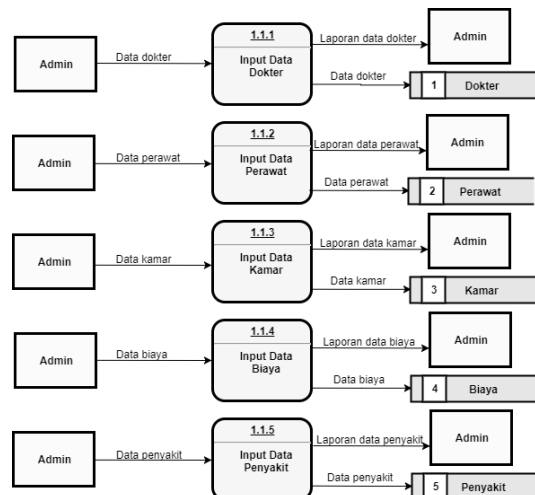 1.1.1
Admin
Data dokter
Input Data
Dokter
Laporan data dokter
Admin
Data dokter
1
Dokter
1.1.2
Admin
Data perawat
Input Data
Perawat
Laporan data perawat
Admin
Data perawat
2
Perawat
1.1.3
Admin
Data kamar
Input Data
Kamar
Laporan data kamar
Admin
Data kamar
3
Kamar
1.1.4
Admin
Data biaya
Input Data
Biaya
Laporan data biaya
Admin
Data biaya
4
Biaya
1.1.5
Admin
Data penyakit
Input Data
Penyakit
Laporan data penyakit
Admin
Data penyakit
5
Penyakit